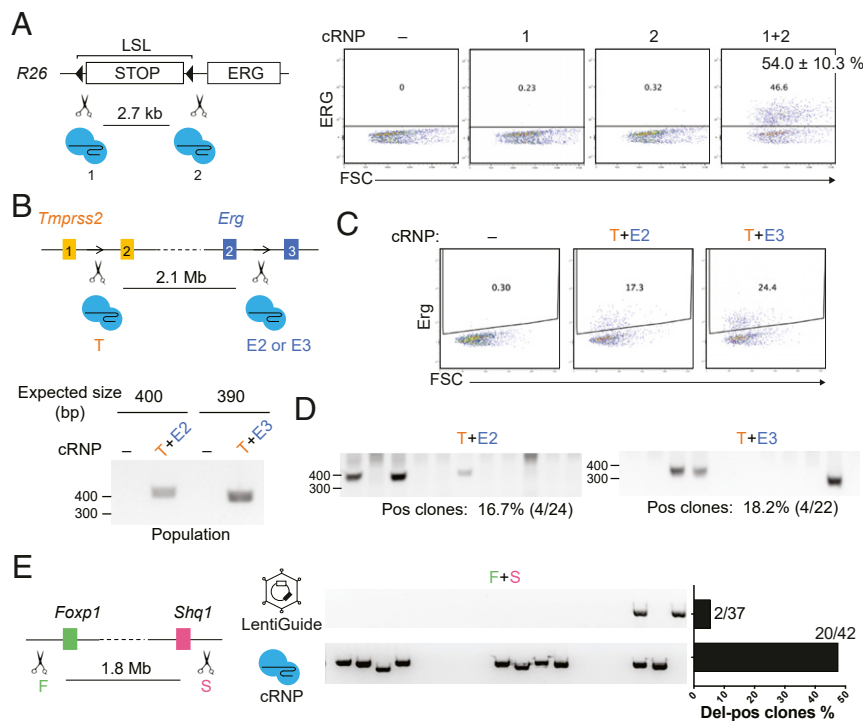 A
LSL
R26
STOP
ERG
2.7 kb
1
2
cRNP
–
1
2
1+2
54.0 ± 10.3 %
0
0.23
0.32
46.6
ERG
FSC
B
Tmprss2
Erg
1
2
2
3
2.1 Mb
T
E2 or E3
Expected size (bp)
400
390
cRNP
–
T+E2
–
T+E3
400
300
Population
C
cRNP:
–
T+E2
T+E3
0.30
17.3
24.4
Erg
FSC
D
T+E2
400
300
Pos clones: 16.7% (4/24)
T+E3
400
300
Pos clones: 18.2% (4/22)
E
Foxp1
Shq1
1.8 Mb
F
S
LentiGuide
cRNP
F+S
2/37
20/42
0 10 20 30 40 50
Del-pos clones %